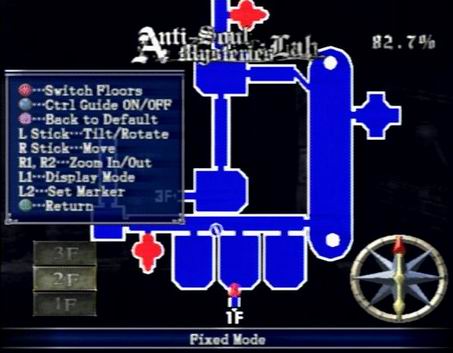 Anti-Soul
Mysteries Lab
82.7%
···Switch Floors
···Ctrl Guide ON/OFF
···Back to Default
L Stick···Tilt/Rotate
R Stick···Move
R1, R2···Zoom In/Out
L1···Display Mode
L2···Set Marker
···Return
3F
3F
2F
1F
1F
Fixed Mode